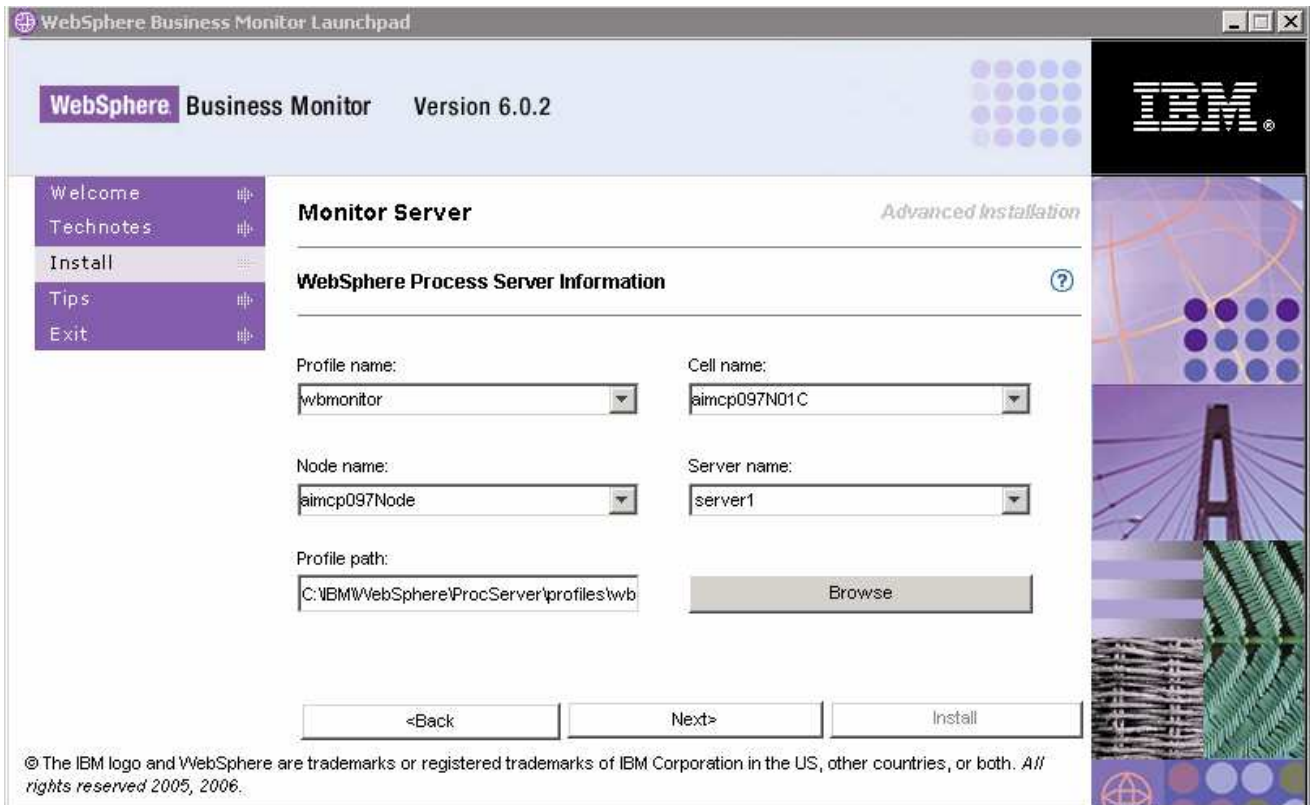 WebSphere Business Monitor Launchpad
WebSphere. Business Monitor Version 6.0.2
IBM®
Welcome
Technotes
Install
Tips
Exit
Monitor Server
Advanced Installation
WebSphere Process Server Information
?
Profile name:
Cell name:
wbmonitor
aimcp097N01C
Node name:
Server name:
aimcp097Node
server1
Profile path:
C:\IBM\WebSphere\ProcServer\profiles\wb
Browse
<Back
Next>
Install
© The IBM logo and WebSphere are trademarks or registered trademarks of IBM Corporation in the US, other countries, or both. All
rights reserved 2005, 2006.